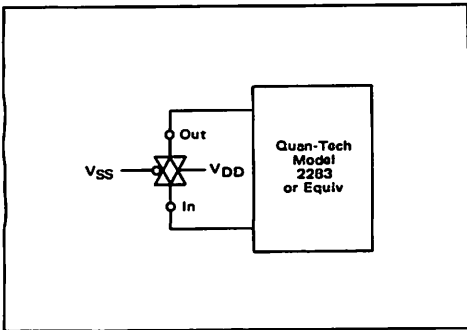 Out
Quan-Tech
Model
2283
or Equiv
VSS
VDD
In